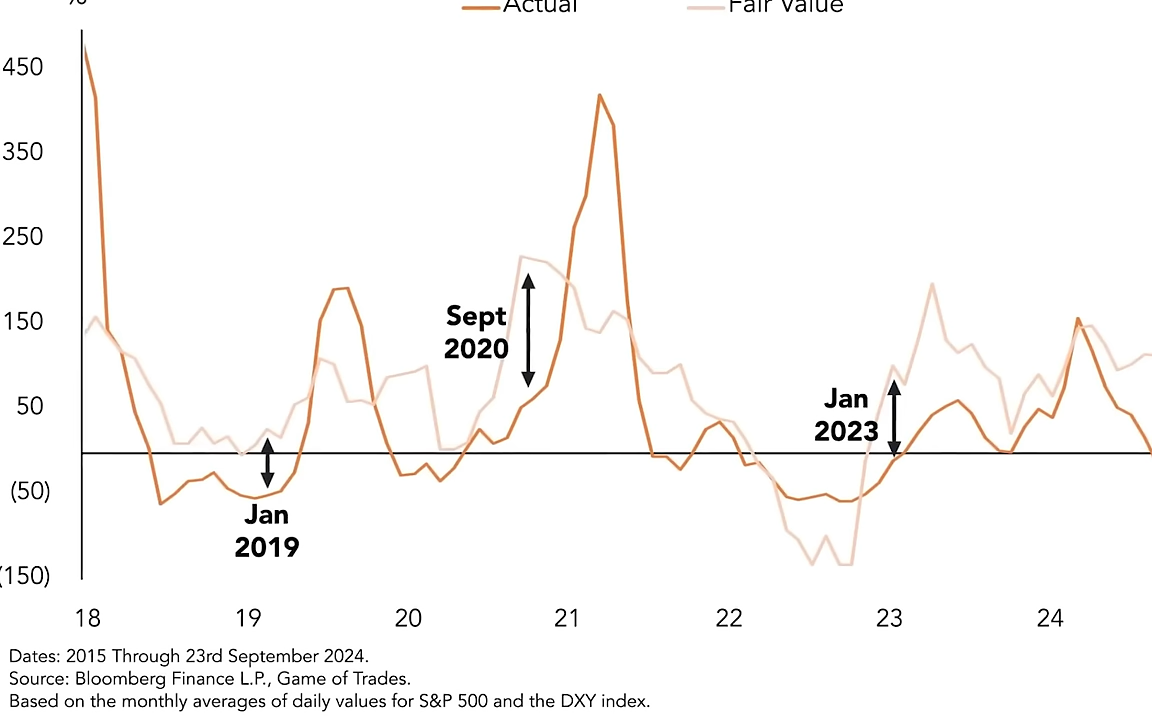 %
Actual
Fair Value
450
350
250
150
50
(50)
(150)
Sept
2020
Jan
2023
Jan
2019
18 19 20 21 22 23 24
Dates: 2015 Through 23rd September 2024.
Source: Bloomberg Finance L.P., Game of Trades.
Based on the monthly averages of daily values for S&P 500 and the DXY index.